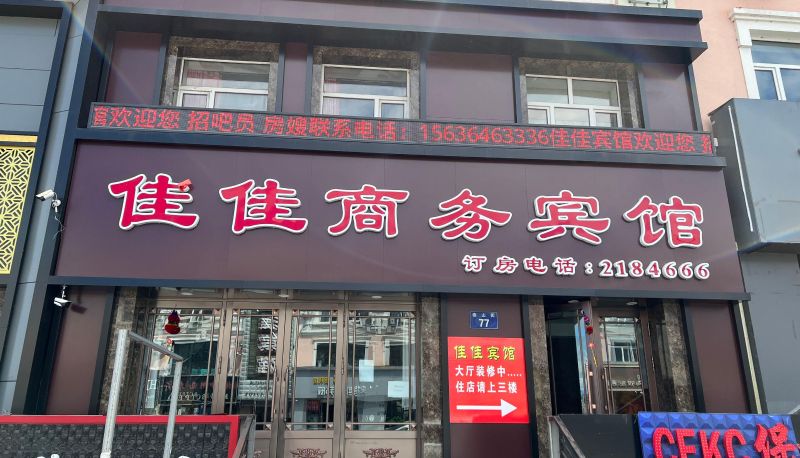 宾欢迎您 招吧员 房嫂联系电话：15636463336佳佳宾馆欢迎您
佳佳商务宾馆
订房电话：2184666
77
佳佳宾馆
大厅装修中.....
住店请上三楼
CFKC 保